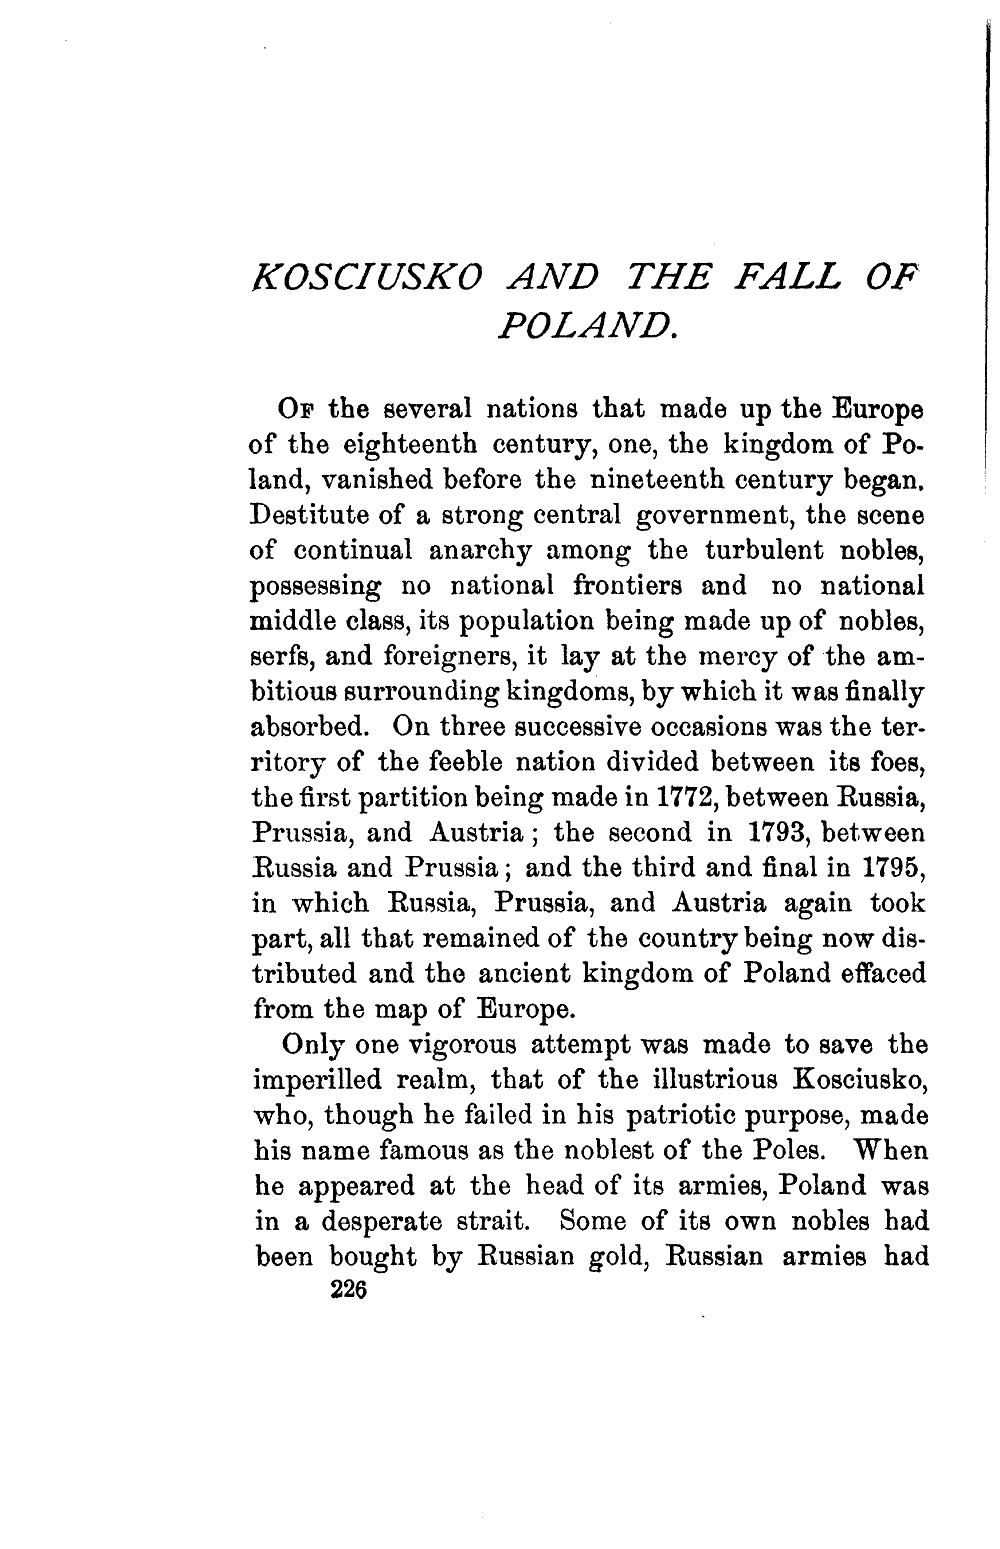 KOSCIUSKO AND THE FALL OF
POLAND.
OF the several nations that made up the Europe
of the eighteenth century, one, the kingdom of Po-
land, vanished before the nineteenth century began.
Destitute of a strong central government, the scene
of continual anarchy among the turbulent nobles,
possessing no national frontiers and no national
middle class, its population being made up of nobles,
serfs, and foreigners, it lay at the mercy of the am-
bitious surrounding kingdoms, by which it was finally
absorbed. On three successive occasions was the ter-
ritory of the feeble nation divided between its foes,
the first partition being made in 1772, between Russia,
Prussia, and Austria; the second in 1793, between
Russia and Prussia; and the third and final in 1795,
in which Russia, Prussia, and Austria again took
part, all that remained of the country being now dis-
tributed and the ancient kingdom of Poland effaced
from the map of Europe.
Only one vigorous attempt was made to save the
imperilled realm, that of the illustrious Kosciusko,
who, though he failed in his patriotic purpose, made
his name famous as the noblest of the Poles. When
he appeared at the head of its armies, Poland was
in a desperate strait. Some of its own nobles had
been bought by Russian gold, Russian armies had
226